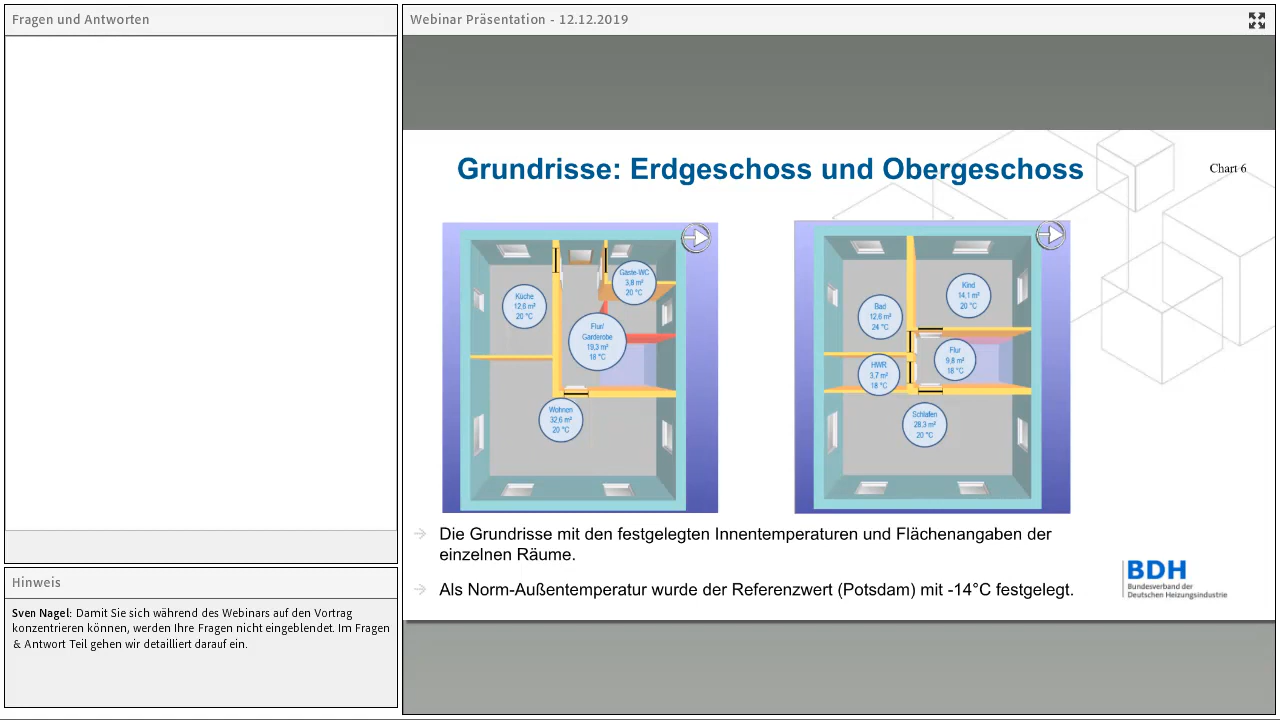 Fragen und Antworten
Hinweis
Sven Nagel: Damit Sie sich während des Webinars auf den Vortrag
konzentrieren können, werden Ihre Fragen nicht eingeblendet. Im Fragen
& Antwort Teil gehen wir detailliert darauf ein.
Webinar Präsentation - 12.12.2019
Grundrisse: Erdgeschoss und Obergeschoss
Chart 6
Küche
12,6 m²
20 °C
Gäste-WC
3,8 m²
20 °C
Flur/
Garderobe
19,3 m²
18 °C
Wohnen
32,6 m²
20 °C
Bad
12,6 m²
24 °C
Kind
14,1 m²
20 °C
HWR
3,7 m²
18 °C
Flur
9,8 m²
18 °C
Schlafen
28,3 m²
20 °C
Die Grundrisse mit den festgelegten Innentemperaturen und Flächenangaben der
einzelnen Räume.
Als Norm-Außentemperatur wurde der Referenzwert (Potsdam) mit -14°C festgelegt.
BDH
Bundesverband der
Deutschen Heizungsindustrie